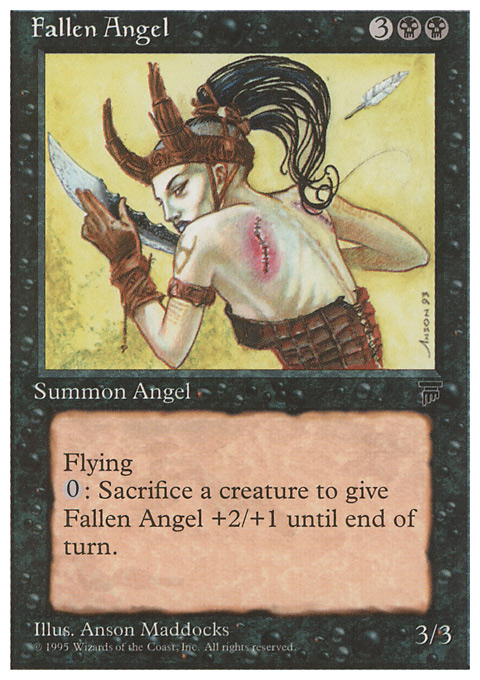 Fallen Angel 3
ANSON 93
Summon Angel
Flying
0: Sacrifice a creature to give
Fallen Angel +2/+1 until end of
turn.
Illus. Anson Maddocks
3/3
© 1995 Wizards of the Coast, Inc. All rights reserved.